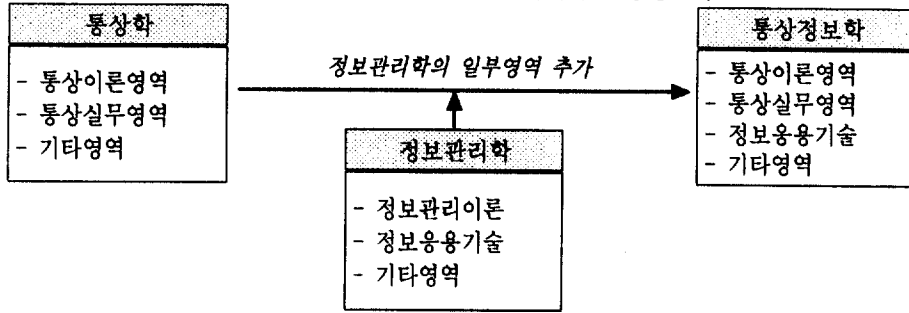 통상학
- 통상이론영역
- 통상실무영역
- 기타영역
정보관리학의 일부영역 추가
정보관리학
- 정보관리이론
- 정보응용기술
- 기타영역
통상정보학
- 통상이론영역
- 통상실무영역
- 정보응용기술
- 기타영역